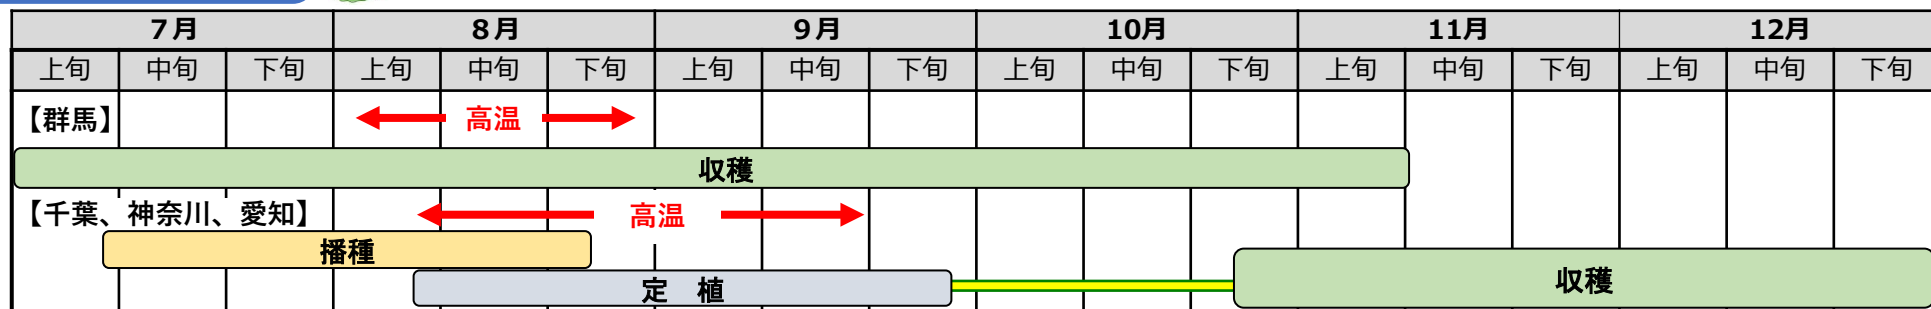 7月 8月 9月 10月 11月 12月
上旬 中旬 下旬 上旬 中旬 下旬 上旬 中旬 下旬 上旬 中旬 下旬 上旬 中旬 下旬 上旬 中旬 下旬
【群馬】 高温
収穫
【千葉、神奈川、愛知】 高温
播種
定 植
収穫